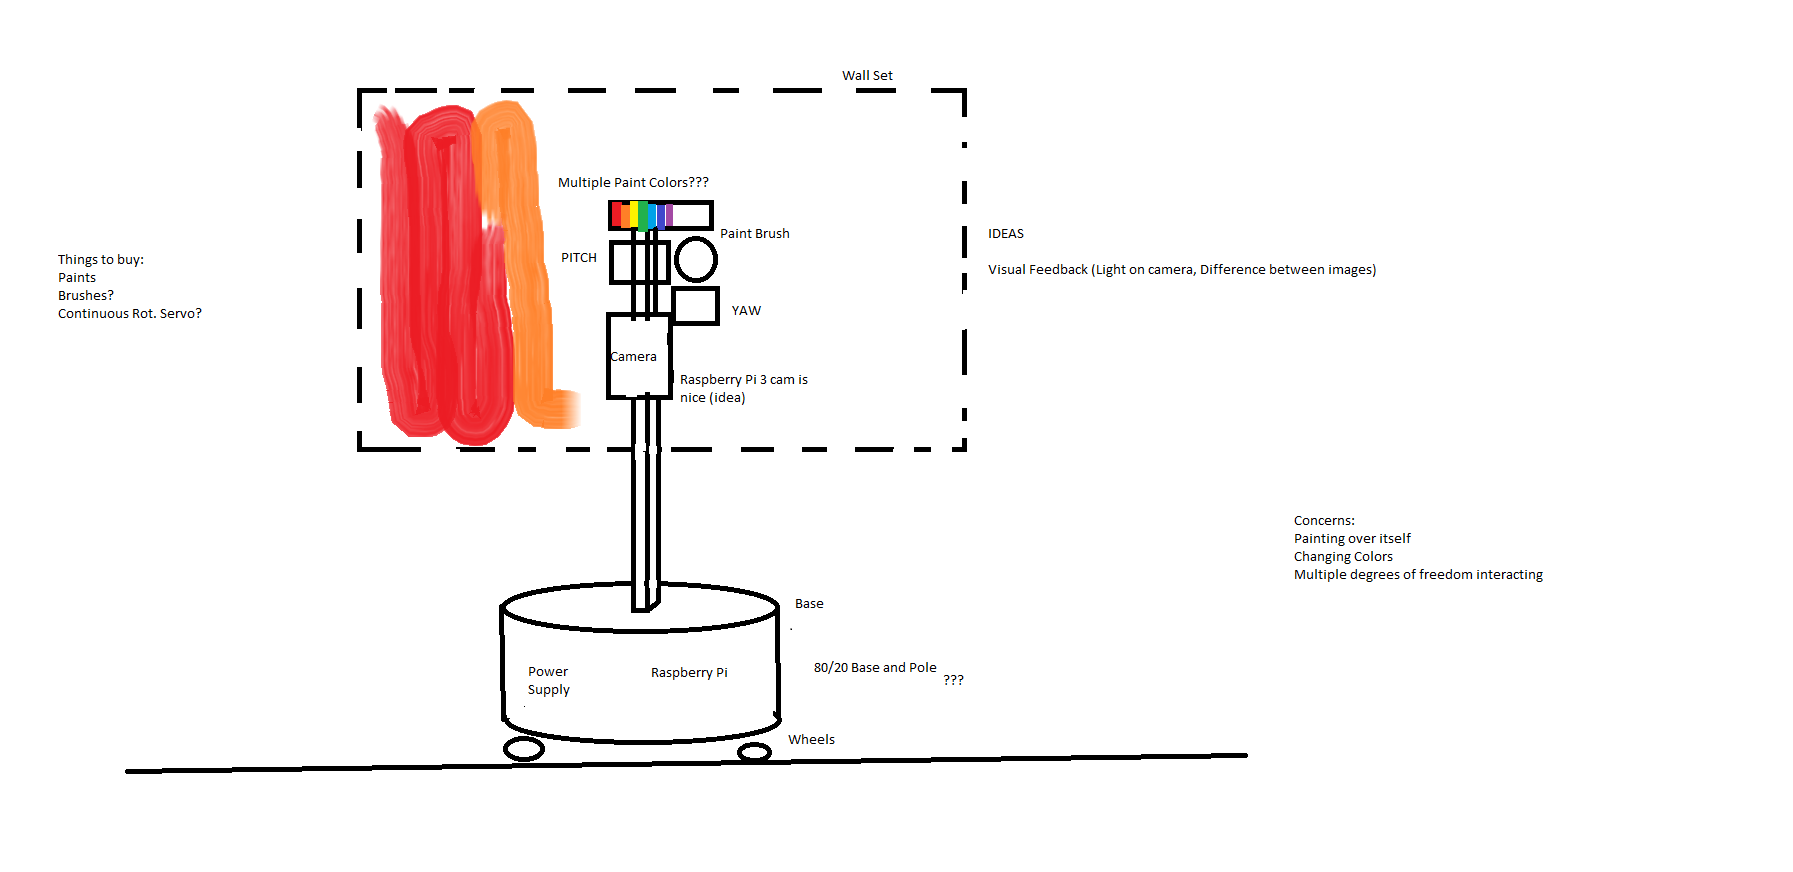 Wall Set
Multiple Paint Colors???
Paint Brush
PITCH
YAW
Camera
Raspberry Pi 3 cam is
nice (idea)
Things to buy:
Paints
Brushes?
Continuous Rot. Servo?
IDEAS
Visual Feedback (Light on camera, Difference between images)
Concerns:
Painting over itself
Changing Colors
Multiple degrees of freedom interacting
Base
Power
Supply
Raspberry Pi
80/20 Base and Pole
???
Wheels